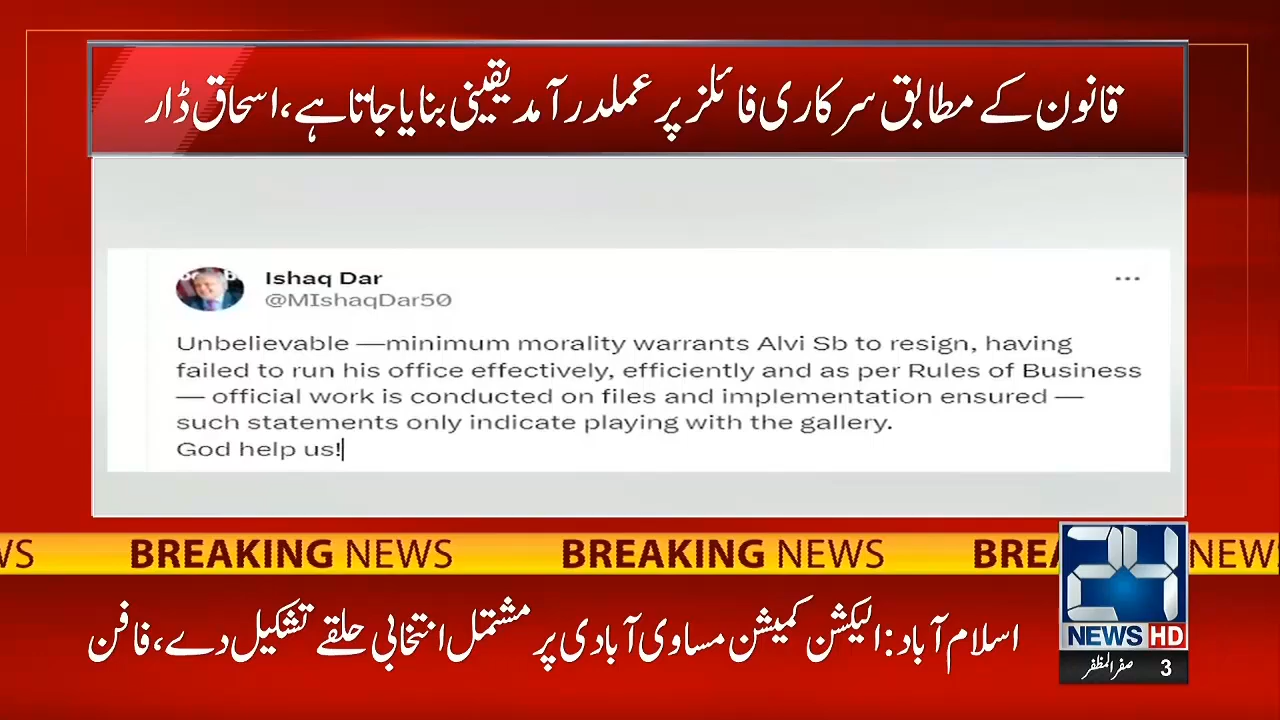 قانون کے مطابق سرکاری فائلز پر عملدرآمد یقینی بنایا جاتا ہے، اسحاق ڈار
Ishaq Dar
@MIshaqDar50
Unbelievable —minimum morality warrants Alvi Sb to resign, having
failed to run his office effectively, efficiently and as per Rules of Business
— official work is conducted on files and implementation ensured —
such statements only indicate playing with the gallery.
God help us!
WS BREAKING NEWS BREAKING NEWS BREA NEW
24
NEWS HD
3 صفر المظفر
اسلام آباد: الیکشن کمیشن مساوی آبادی پر مشتمل انتخابی حلقے تشکیل دے، فافن